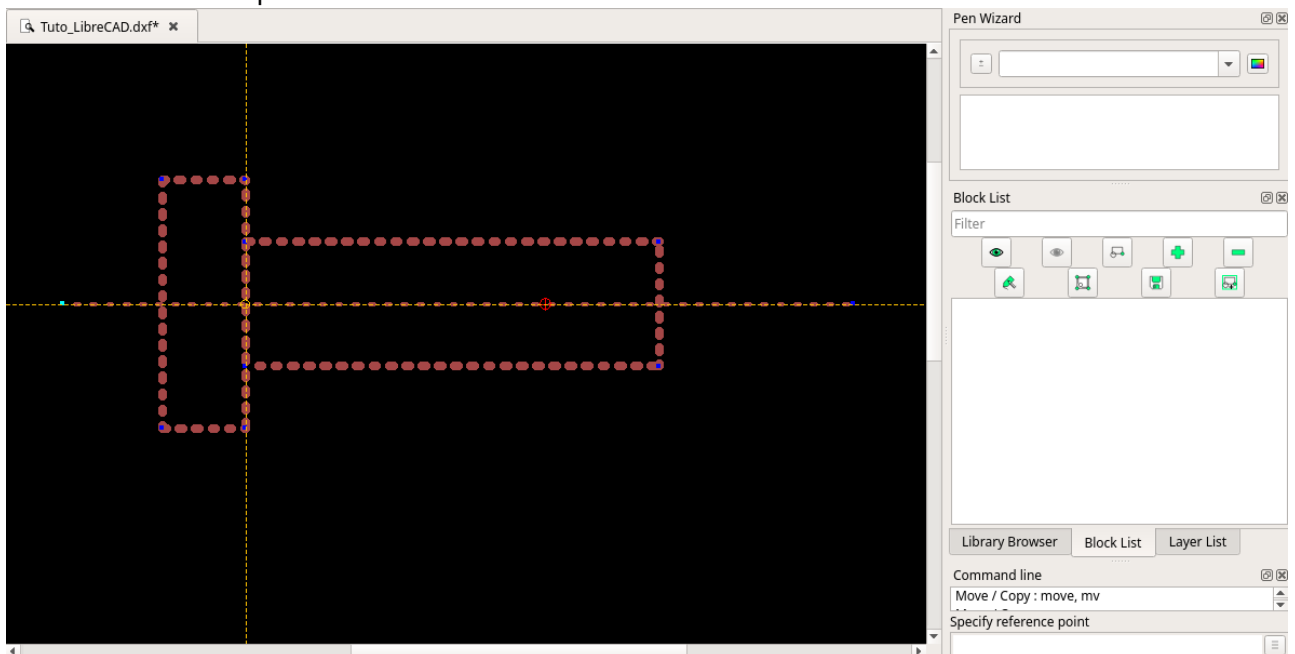 Tuto_LibreCAD.dxf*
Pen Wizard
Block List
Filter
Library Browser
Block List
Layer List
Command line
Move / Copy : move, mv
Specify reference point